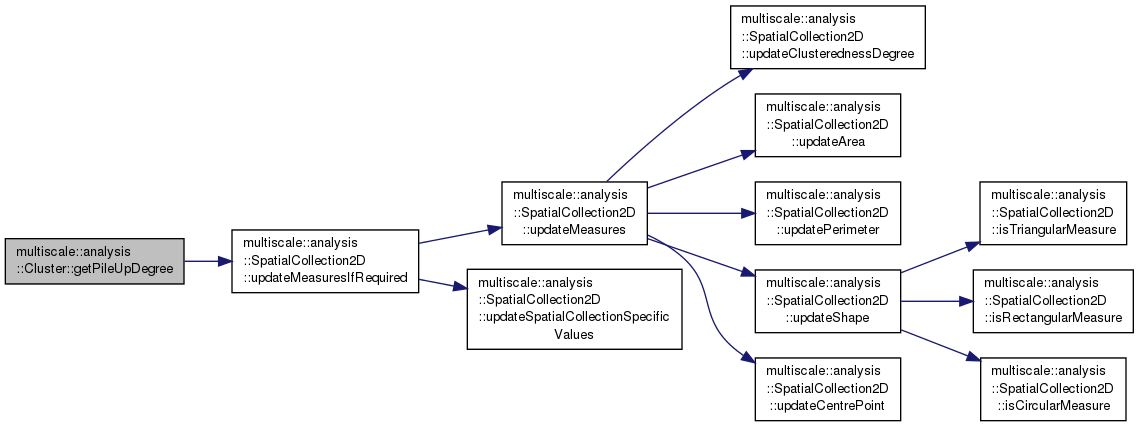 multiscale::analysis
::Cluster::getPileUpDegree
multiscale::analysis
::SpatialCollection2D
::updateMeasuresIfRequired
multiscale::analysis
::SpatialCollection2D
::updateMeasures
multiscale::analysis
::SpatialCollection2D
::updateSpatialCollectionSpecific
Values
multiscale::analysis
::SpatialCollection2D
::updateClusterednessDegree
multiscale::analysis
::SpatialCollection2D
::updateArea
multiscale::analysis
::SpatialCollection2D
::updatePerimeter
multiscale::analysis
::SpatialCollection2D
::updateShape
multiscale::analysis
::SpatialCollection2D
::updateCentrePoint
multiscale::analysis
::SpatialCollection2D
::isTriangularMeasure
multiscale::analysis
::SpatialCollection2D
::isRectangularMeasure
multiscale::analysis
::SpatialCollection2D
::isCircularMeasure